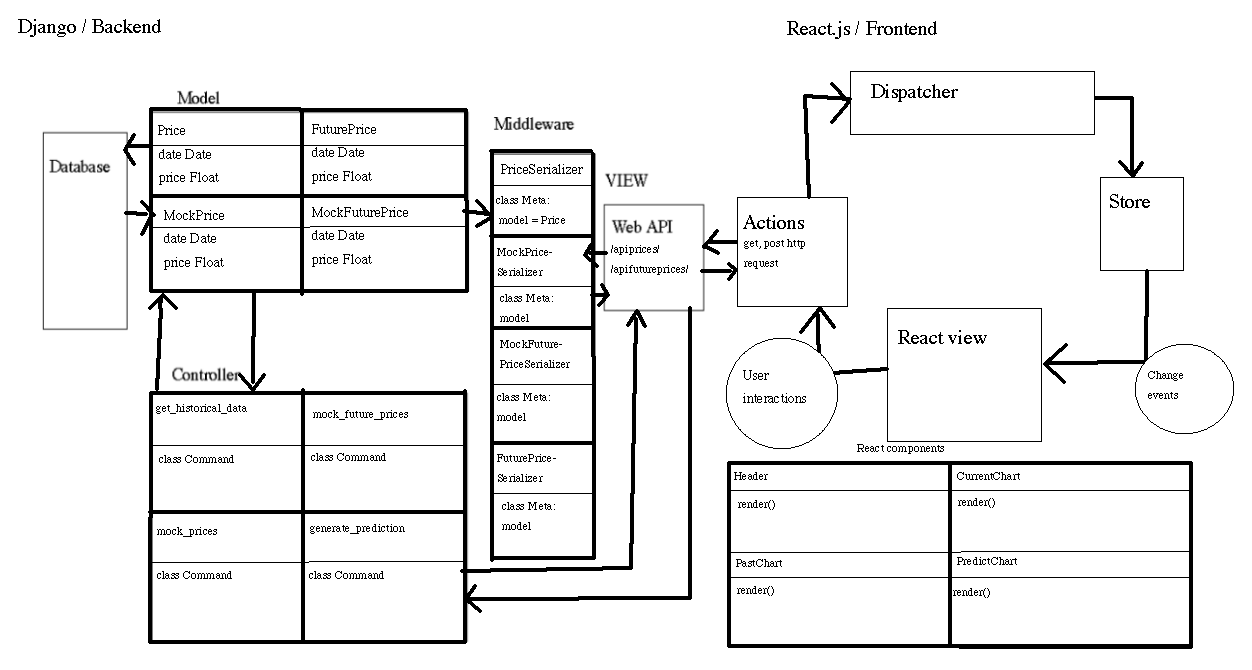 Django / Backend
React.js / Frontend
Model
Database
Price
date Date
price Float
FuturePrice
date Date
price Float
MockPrice
date Date
price Float
MockFuturePrice
date Date
price Float
Controller
get_historical_data
class Command
mock_future_prices
class Command
mock_prices
class Command
generate_prediction
class Command
Middleware
PriceSerializer
class Meta:
model = Price
MockPrice-
Serializer
class Meta:
model
MockFuture-
PriceSerializer
class Meta:
model
FuturePrice-
Serializer
class Meta:
model
VIEW
Web API
/apiprices/
/apifutureprices/
Dispatcher
Actions
get, post http
request
Store
React view
User
interactions
Change
events
React components
Header
render()
CurrentChart
render()
PastChart
render()
PredictChart
render()